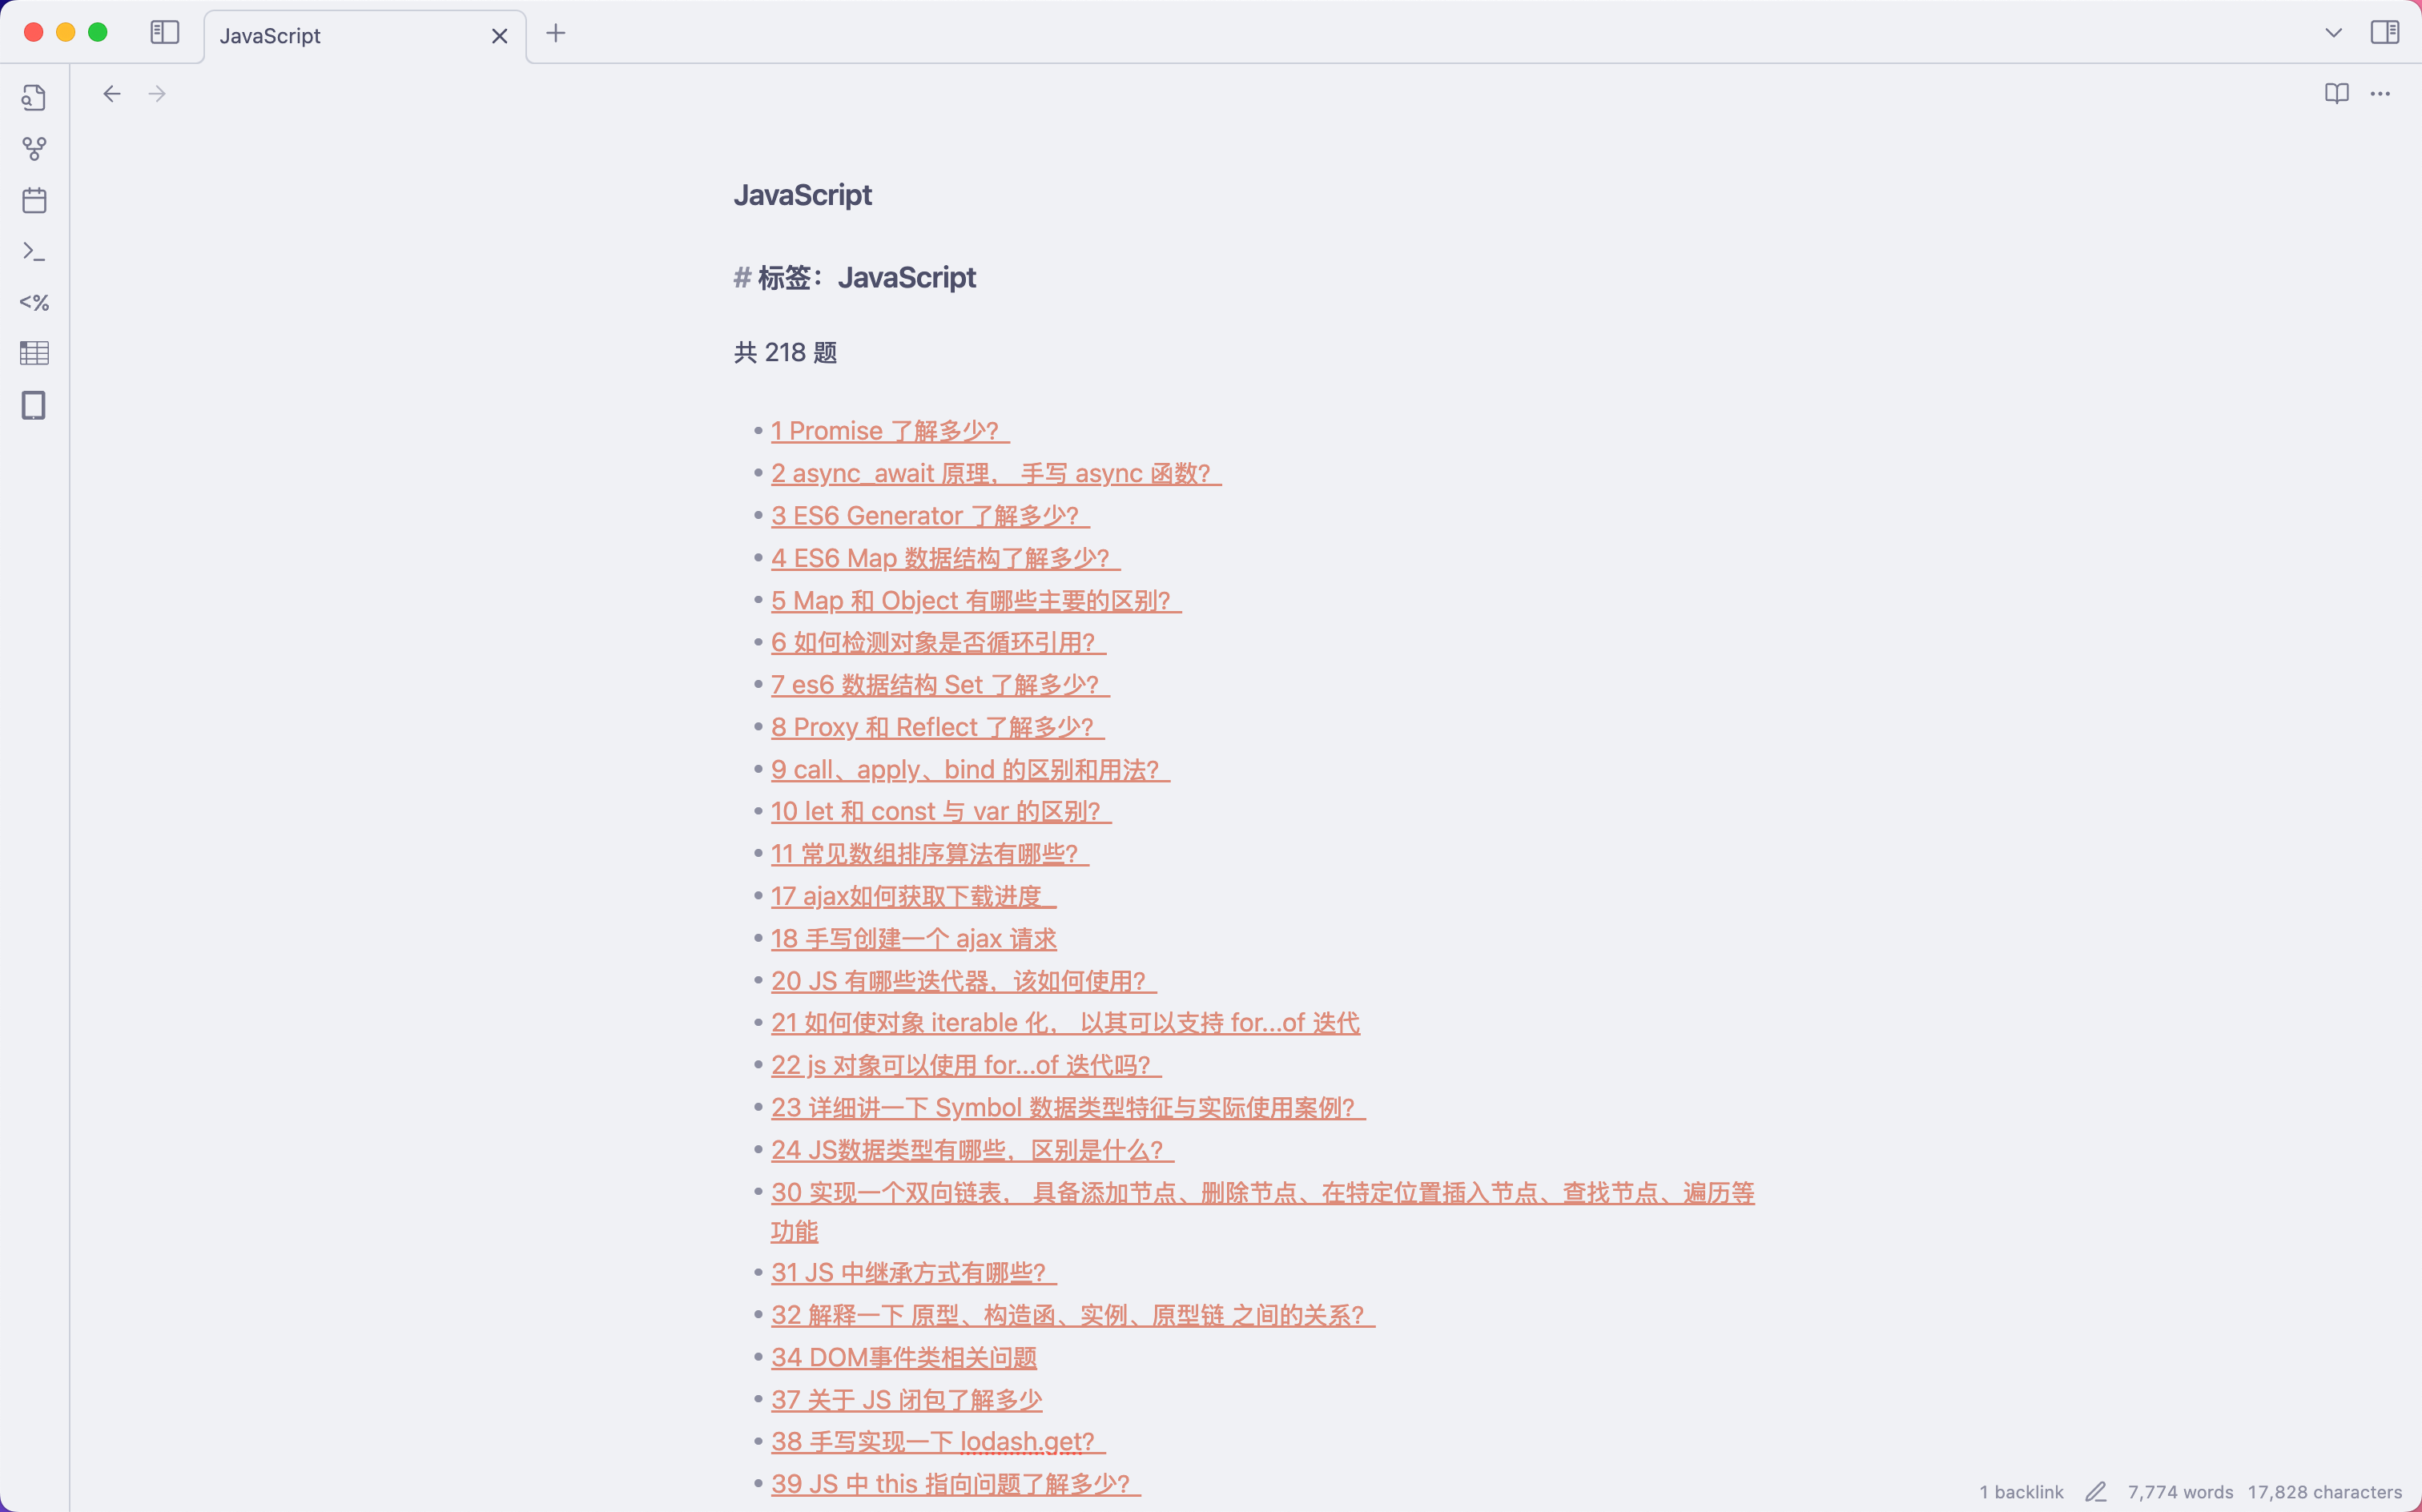 JavaScript
JavaScript
# 标签：JavaScript
共 218 题
1 Promise 了解多少？
2 async_await 原理， 手写 async 函数？
3 ES6 Generator 了解多少？
4 ES6 Map 数据结构了解多少？
5 Map 和 Object 有哪些主要的区别？
6 如何检测对象是否循环引用？
7 es6 数据结构 Set 了解多少？
8 Proxy 和 Reflect 了解多少？
9 call、apply、bind 的区别和用法？
10 let 和 const 与 var 的区别？
11 常见数组排序算法有哪些？
17 ajax如何获取下载进度_
18 手写创建一个 ajax 请求
20 JS 有哪些迭代器，该如何使用？
21 如何使对象 iterable 化， 以其可以支持 for...of 迭代
22 js 对象可以使用 for...of 迭代吗？
23 详细讲一下 Symbol 数据类型特征与实际使用案例？
24 JS数据类型有哪些，区别是什么？
30 实现一个双向链表， 具备添加节点、删除节点、在特定位置插入节点、查找节点、遍历等
功能
31 JS 中继承方式有哪些？
32 解释一下 原型、构造函、实例、原型链 之间的关系？
34 DOM事件类相关问题
37 关于 JS 闭包了解多少
38 手写实现一下 lodash.get？
39 JS 中 this 指向问题了解多少？
<%
1 backlink 7,774 words 17,828 characters